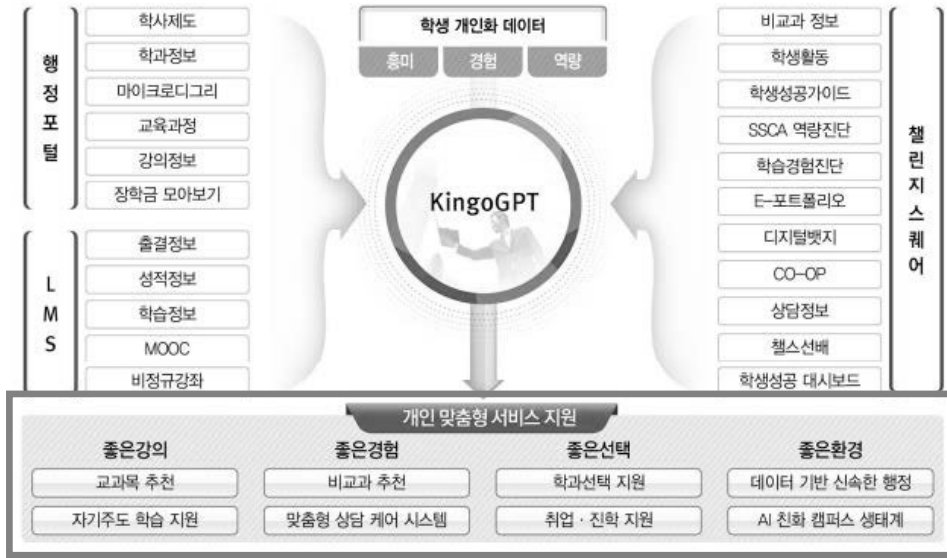 행정포털
학사제도
학과정보
마이크로디그리
교육과정
강의정보
장학금 모아보기
LMS
출결정보
성적정보
학습정보
MOOC
비정규강좌
학생 개인화 데이터
흥미 경험 역량
KingoGPT
챌린지스퀘어
비교과 정보
학생활동
학생성공가이드
SSCA 역량진단
학습경험진단
E-포트폴리오
디지털뱃지
CO-OP
상담정보
챌스선배
학생성공 대시보드
개인 맞춤형 서비스 지원
좋은강의
교과목 추천
자기주도 학습 지원
좋은경험
비교과 추천
맞춤형 상담 케어 시스템
좋은선택
학과선택 지원
취업 · 진학 지원
좋은환경
데이터 기반 신속한 행정
AI 친화 캠퍼스 생태계